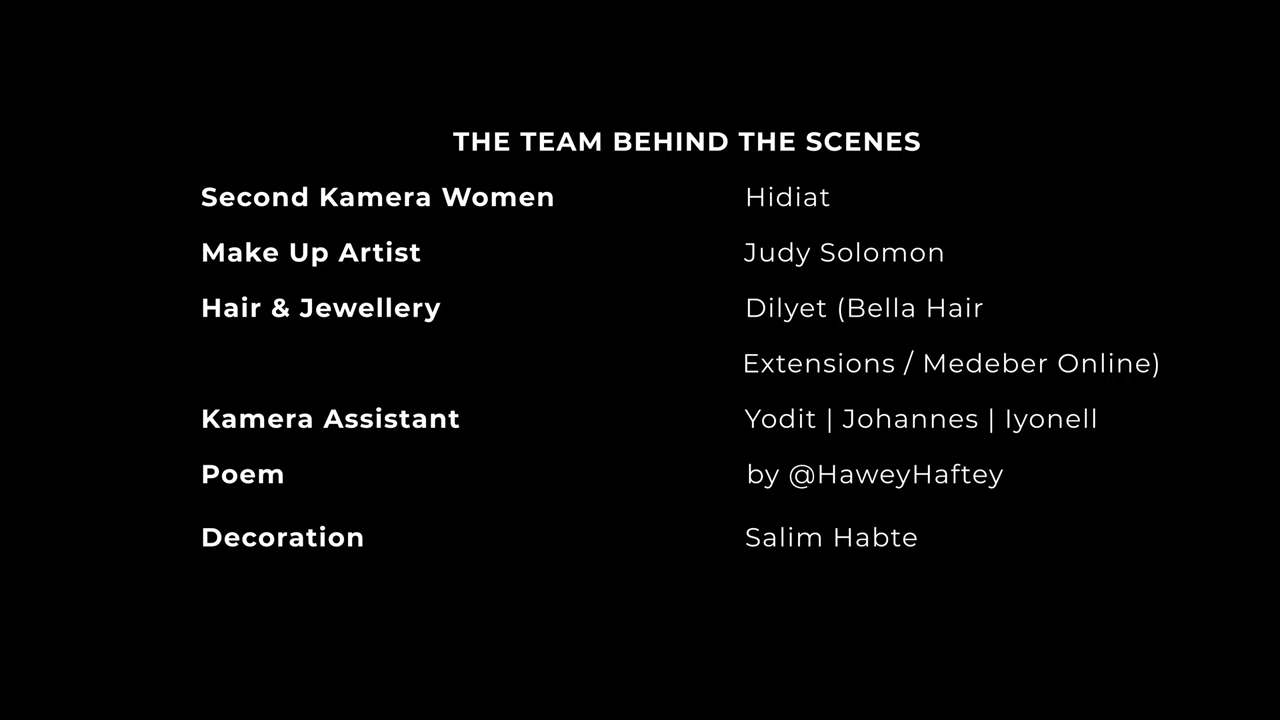 THE TEAM BEHIND THE SCENES
Second Kamera Women Hidiat
Make Up Artist Judy Solomon
Hair & Jewellery Dilyet (Bella Hair
Extensions / Medeber Online)
Kamera Assistant Yodit | Johannes | Iyonell
Poem by @HaweyHaftey
Decoration Salim Habte